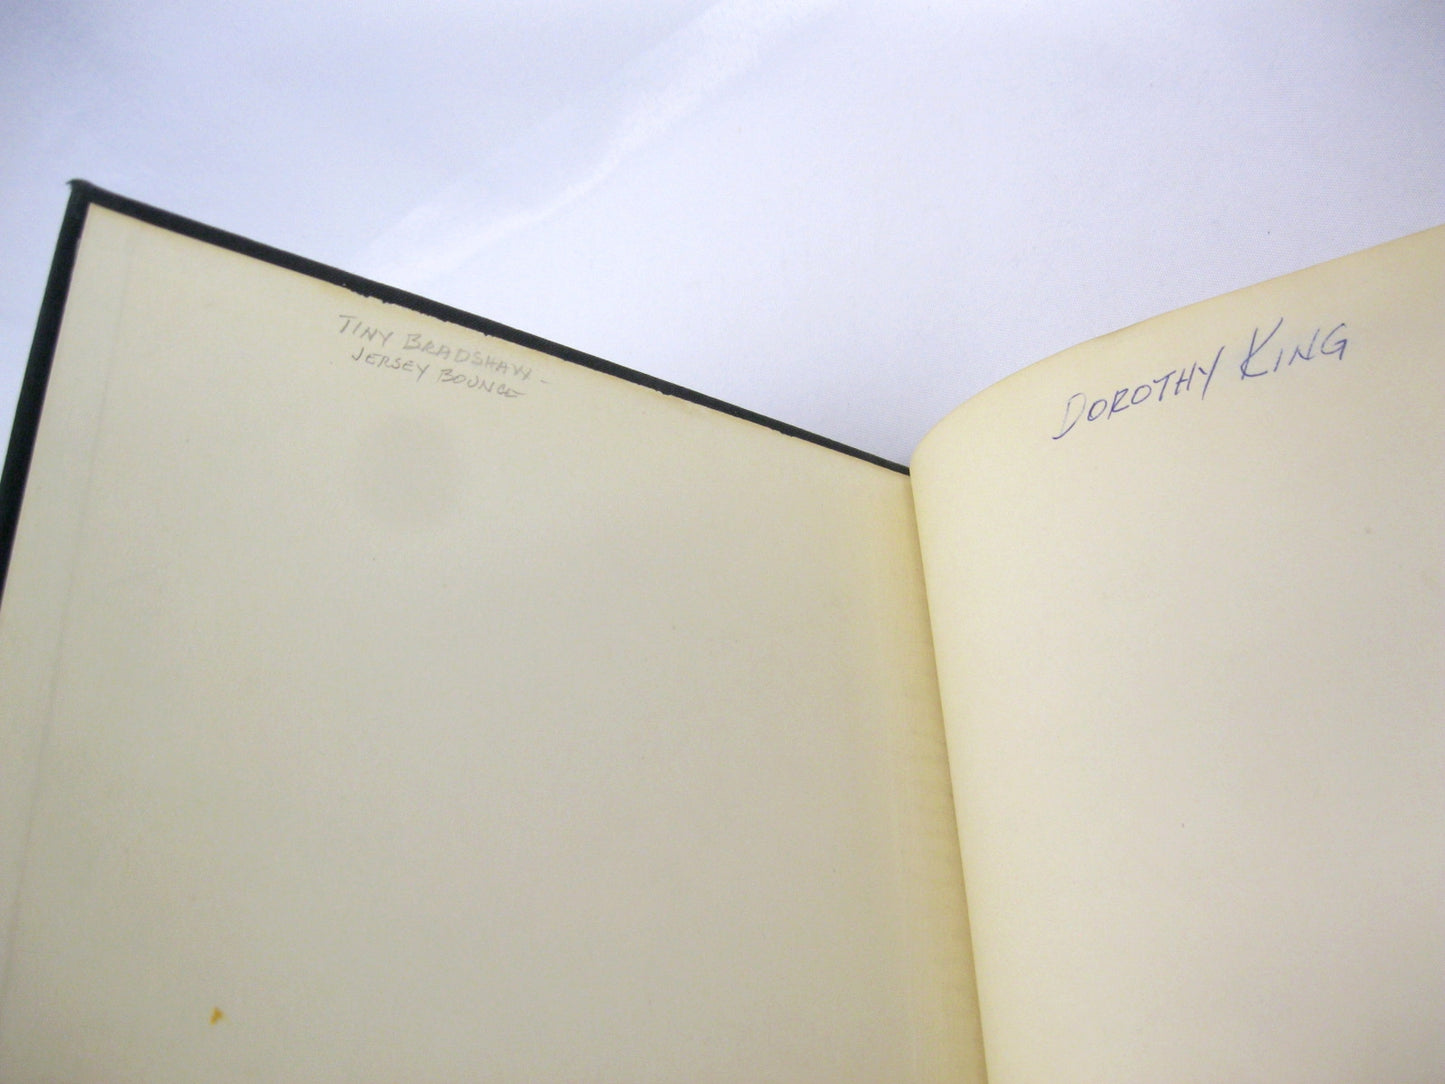 TINY BRADSHAW -
JERSEY BOUNCE
DOROTHY KING